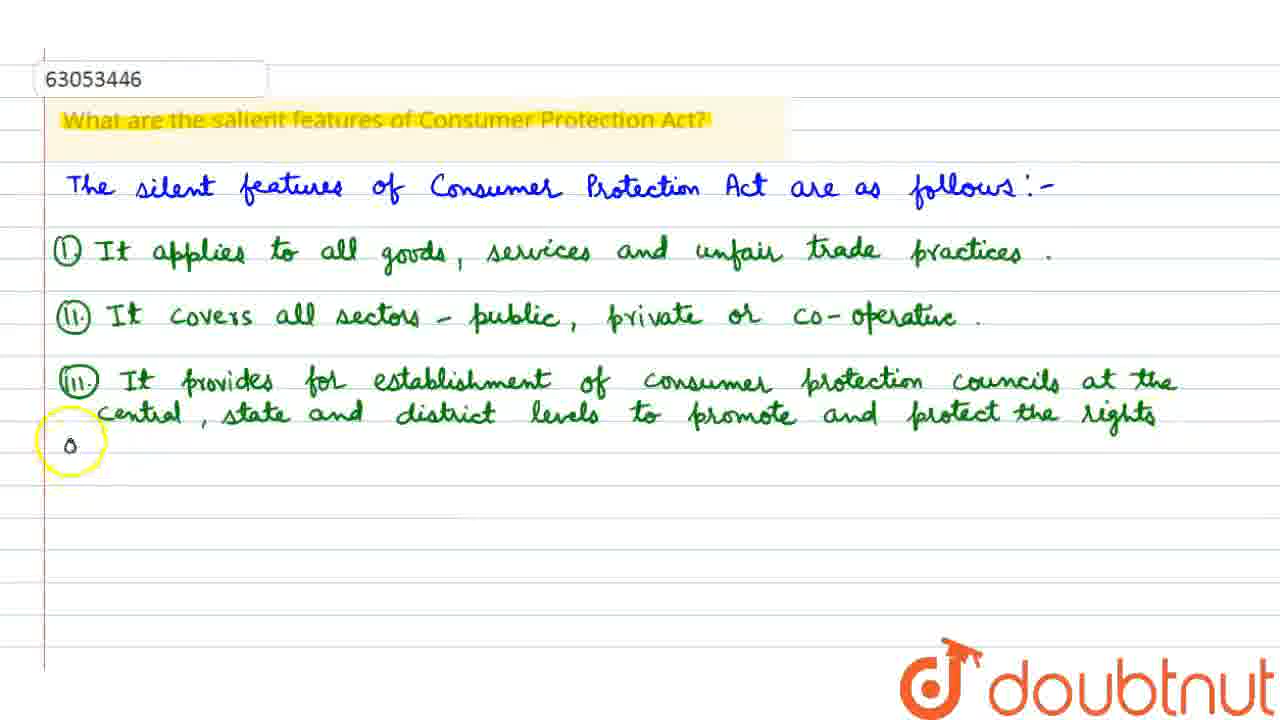 63053446
What are the salient features of Consumer Protection Act?
The silent features of Consumer Protection Act are as follows:-
i. It applies to all goods, services and unfair trade practices.
ii. It covers all sectors - public, private or co-operative.
iii. It provides for establishment of consumer protection councils at the
central, state and district levels to promote and protect the rights
o
doubtnut